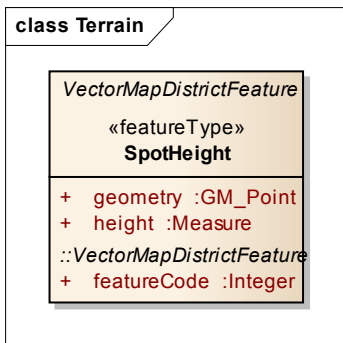 class Terrain
VectorMapDistrictFeature
«featureType»
SpotHeight
+ geometry :GM_Point
+ height :Measure
::VectorMapDistrictFeature
+ featureCode :Integer